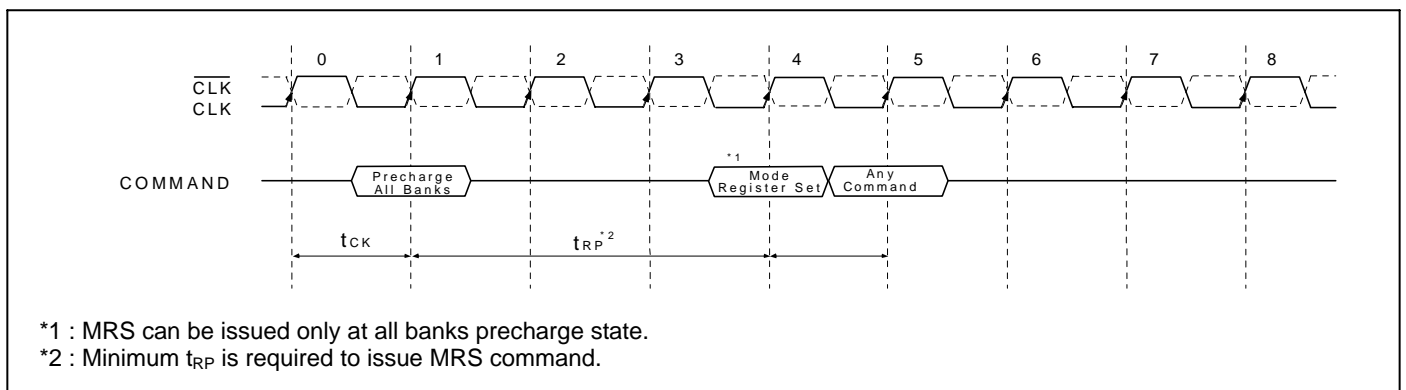 0 1 2 3 4 5 6 7 8
CLK
CLK
*1
COMMAND
Precharge
All Banks
Mode
Register Set
Any
Command
tCK
tRP*2
*1 : MRS can be issued only at all banks precharge state.
*2 : Minimum tRP is required to issue MRS command.